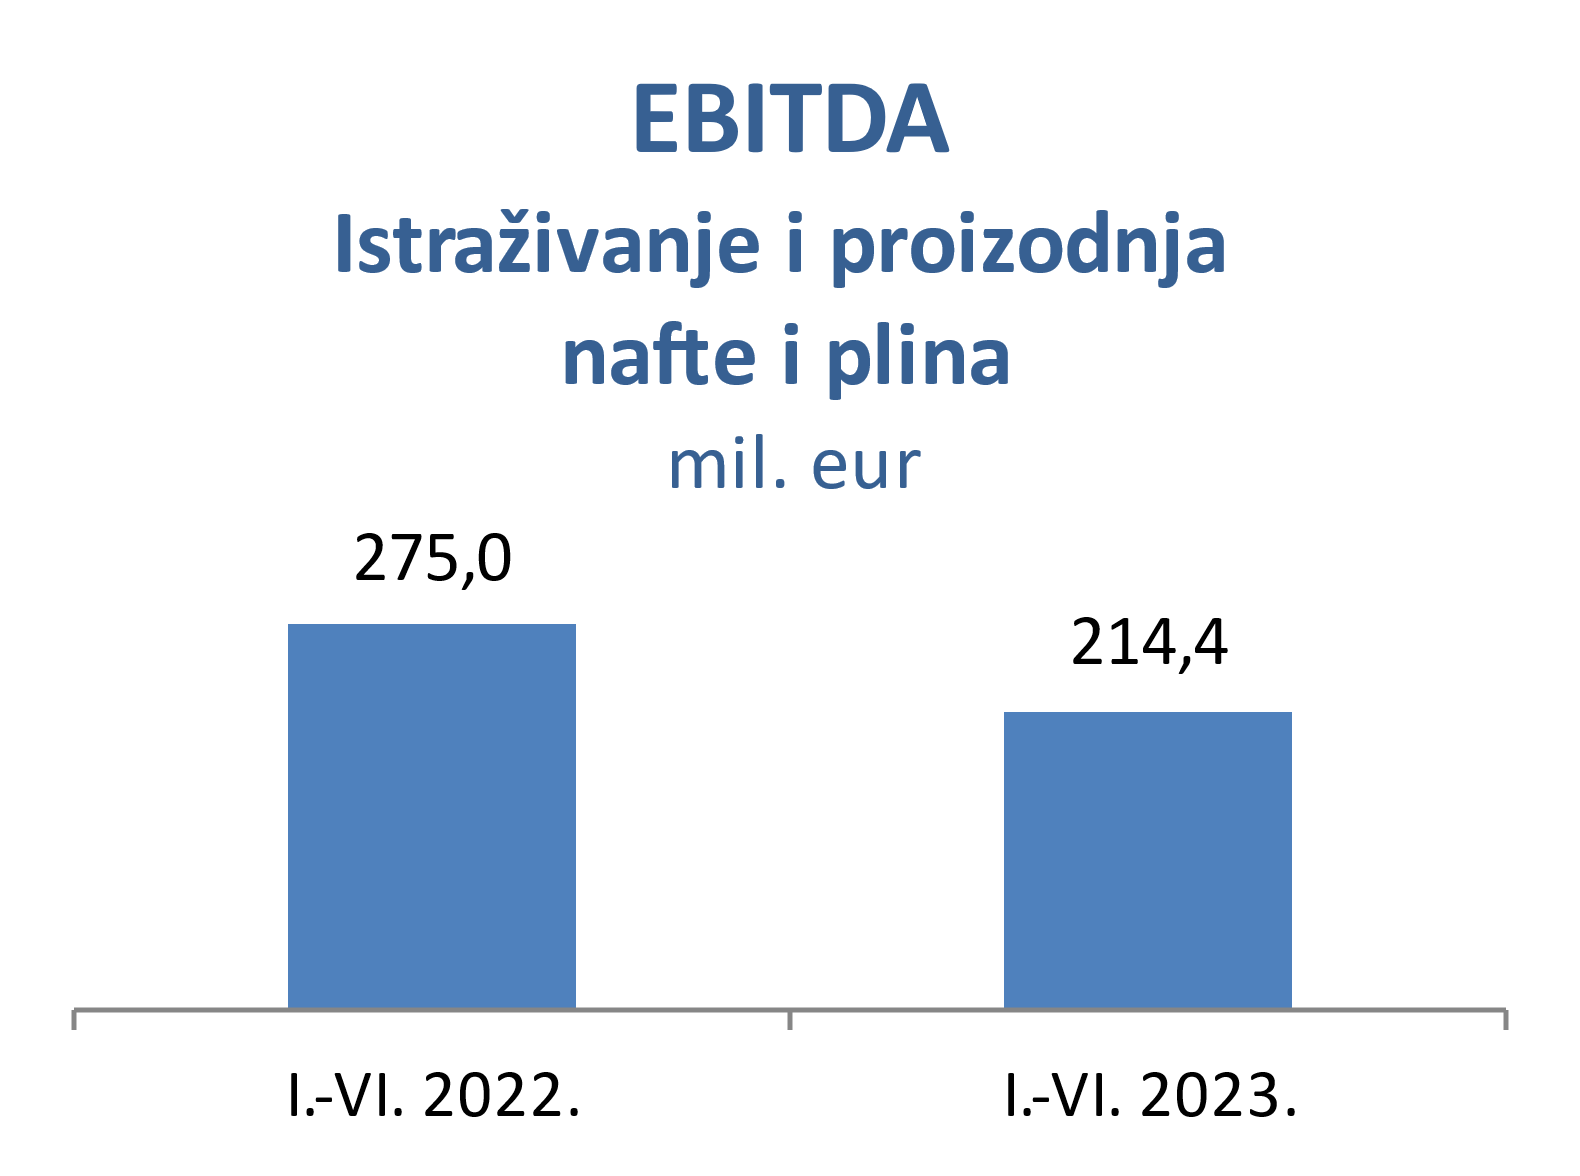 EBITDA
Istraživanje i proizodnja
nafte i plina
mil. eur
275,0
214,4
I.-VI. 2022.
I.-VI. 2023.